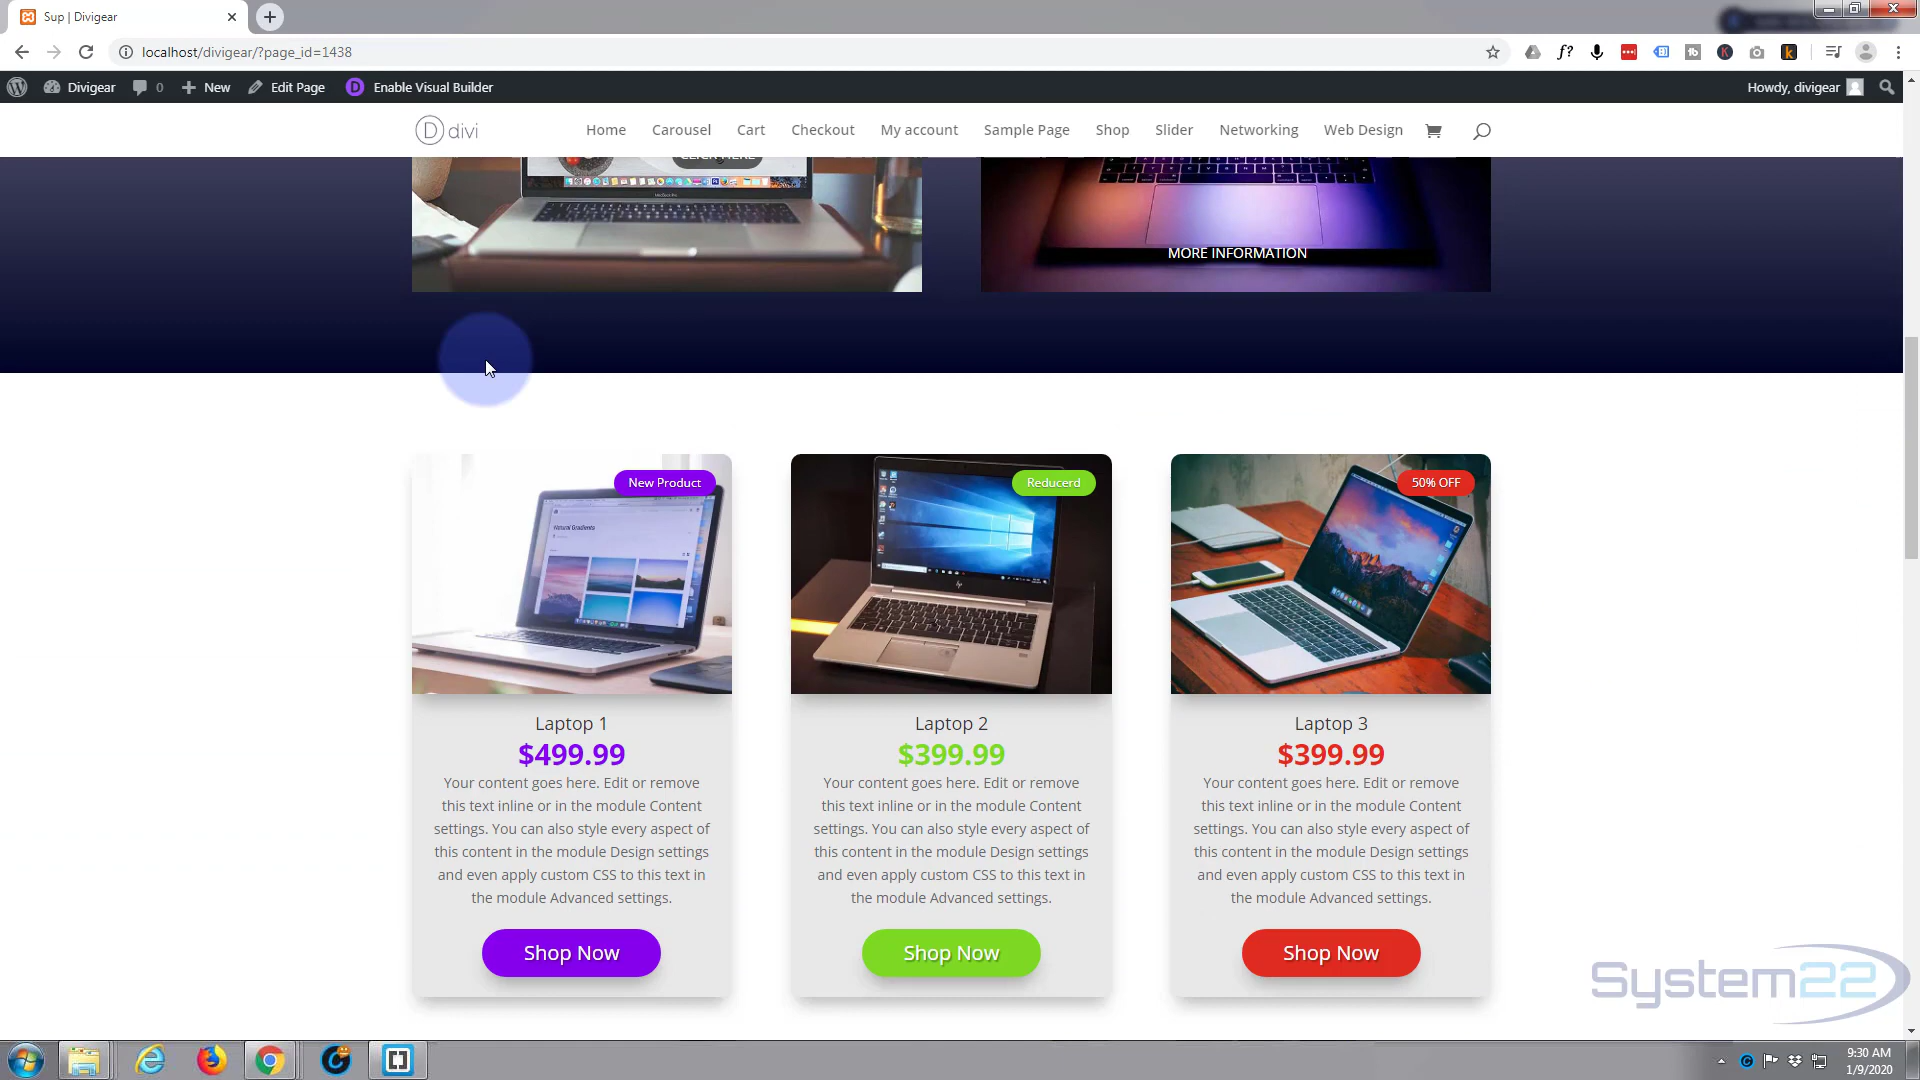 Sup | Divigear
localhost/divigear/?page_id=1438
Divigear 0 New Edit Page Enable Visual Builder Howdy, divigear
divi Home Carousel Cart Checkout My account Sample Page Shop Slider Networking Web Design
CLICK HERE
MacBook Pro
MORE INFORMATION
New Product
Natural Gradients
Reducerd
50% OFF
Laptop 1
$499.99
Your content goes here. Edit or remove
this text inline or in the module Content
settings. You can also style every aspect of
this content in the module Design settings
and even apply custom CSS to this text in
the module Advanced settings.
Shop Now
Laptop 2
$399.99
Your content goes here. Edit or remove
this text inline or in the module Content
settings. You can also style every aspect of
this content in the module Design settings
and even apply custom CSS to this text in
the module Advanced settings.
Shop Now
Laptop 3
$399.99
Your content goes here. Edit or remove
this text inline or in the module Content
settings. You can also style every aspect of
this content in the module Design settings
and even apply custom CSS to this text in
the module Advanced settings.
Shop Now
System22
9:30 AM
1/9/2020